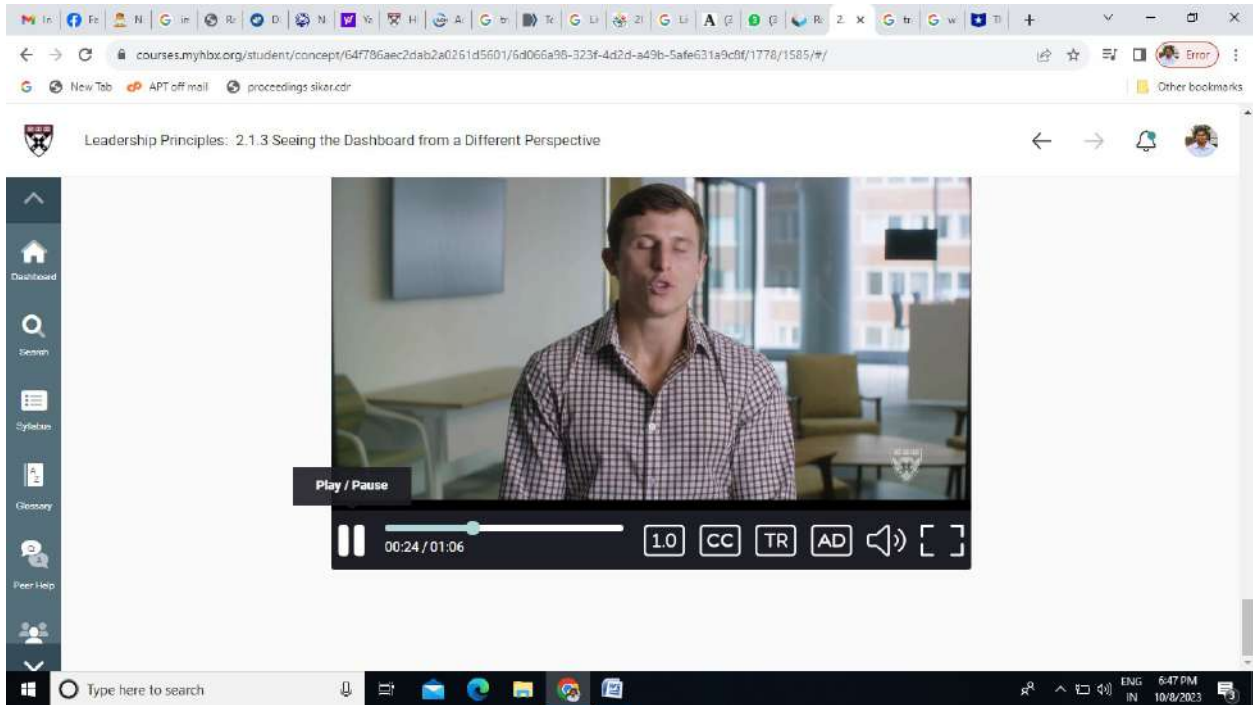 courses.myhbx.org/student/concept/64f786aec2dab2a0261d5601/6d066a98-323f-4d2d-a49b-5afe631a9c8f/1778/1585/#/
Error
New Tab
APT off mail
proceedings sikar.cdr
Other bookmarks
Leadership Principles: 2.1.3 Seeing the Dashboard from a Different Perspective
Dashboard
Search
Syllabus
Glossary
Peer Help
Play / Pause
00:24 / 01:06
1.0
CC
TR
AD
Type here to search
ENG
IN
6:47 PM
10/8/2023